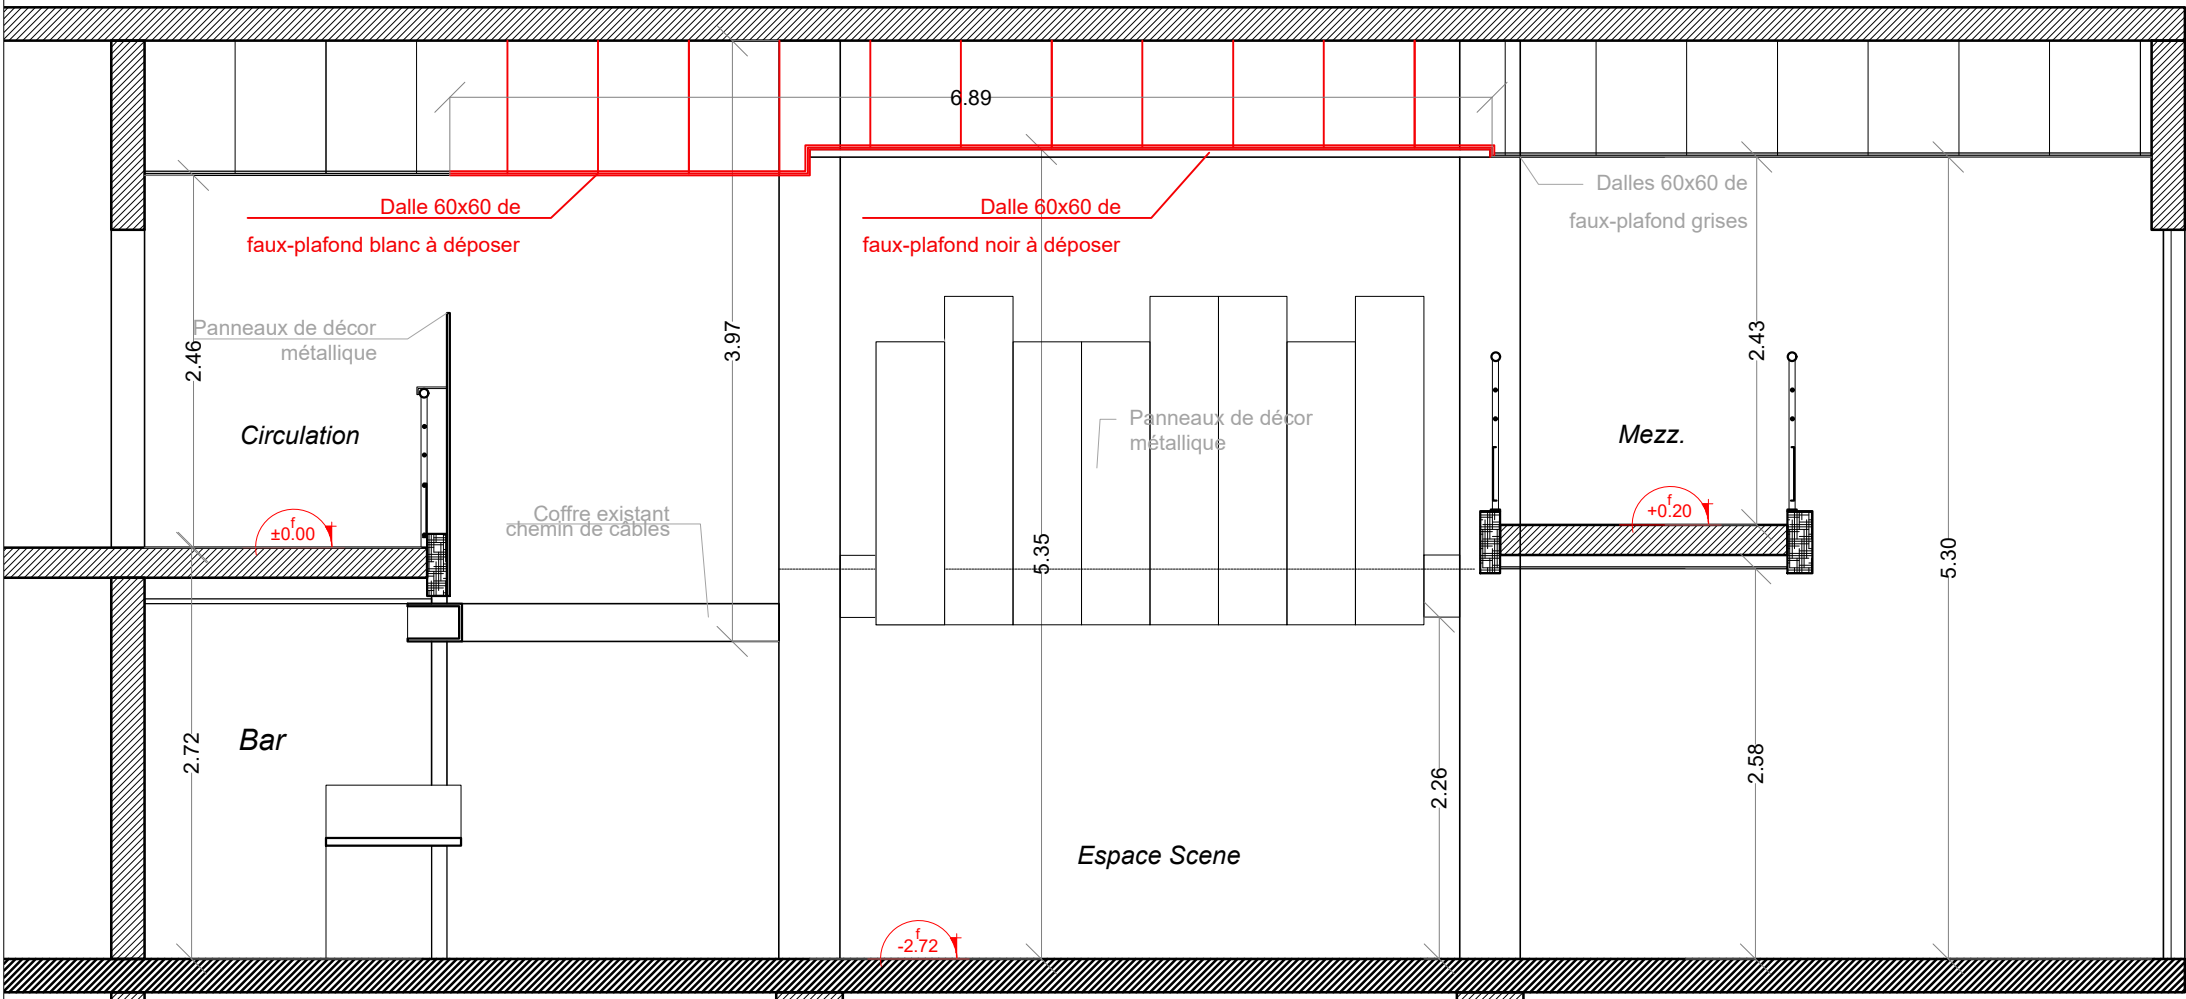 6.89
Dalle 60x60 de
faux-plafond blanc à déposer
Dalle 60x60 de
faux-plafond noir à déposer
Dalles 60x60 de
faux-plafond grises
Panneaux de décor
métallique
2.46
3.97
2.43
Circulation
Panneaux de décor
métallique
Mezz.
Coffre existant
chemin de câbles
f
±0.00
f
+0.20
5.35
5.30
Bar
2.72
2.26
2.58
Espace Scene
f
-2.72